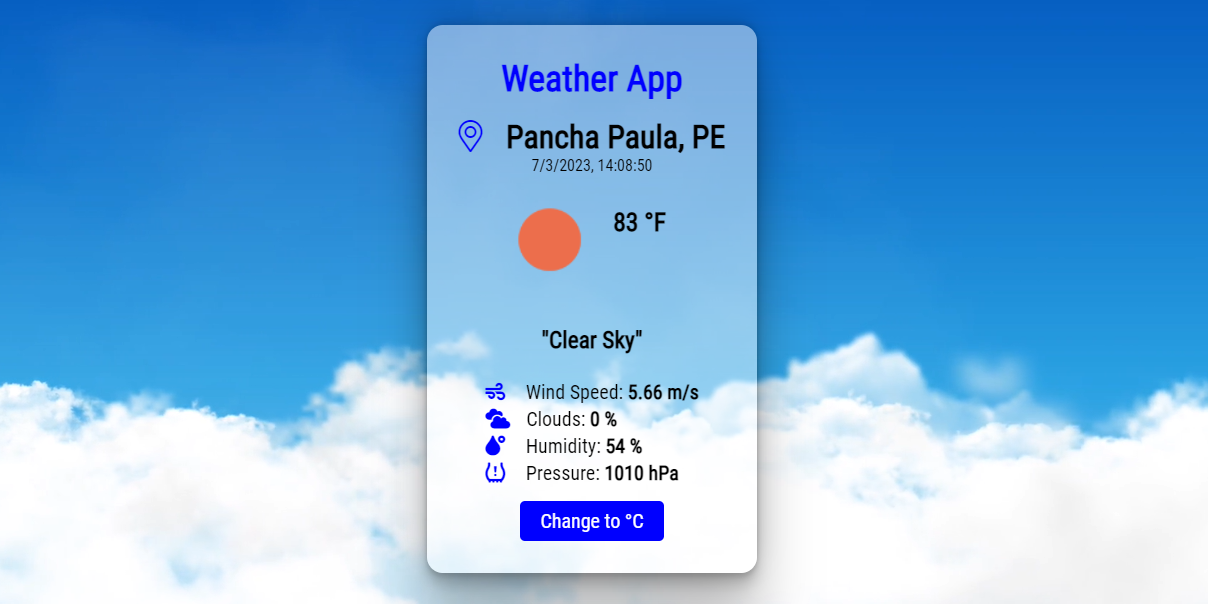 Weather App
Pancha Paula, PE
7/3/2023, 14:08:50
83 °F
"Clear Sky"
Wind Speed: 5.66 m/s
Clouds: 0 %
Humidity: 54 %
Pressure: 1010 hPa
Change to °C